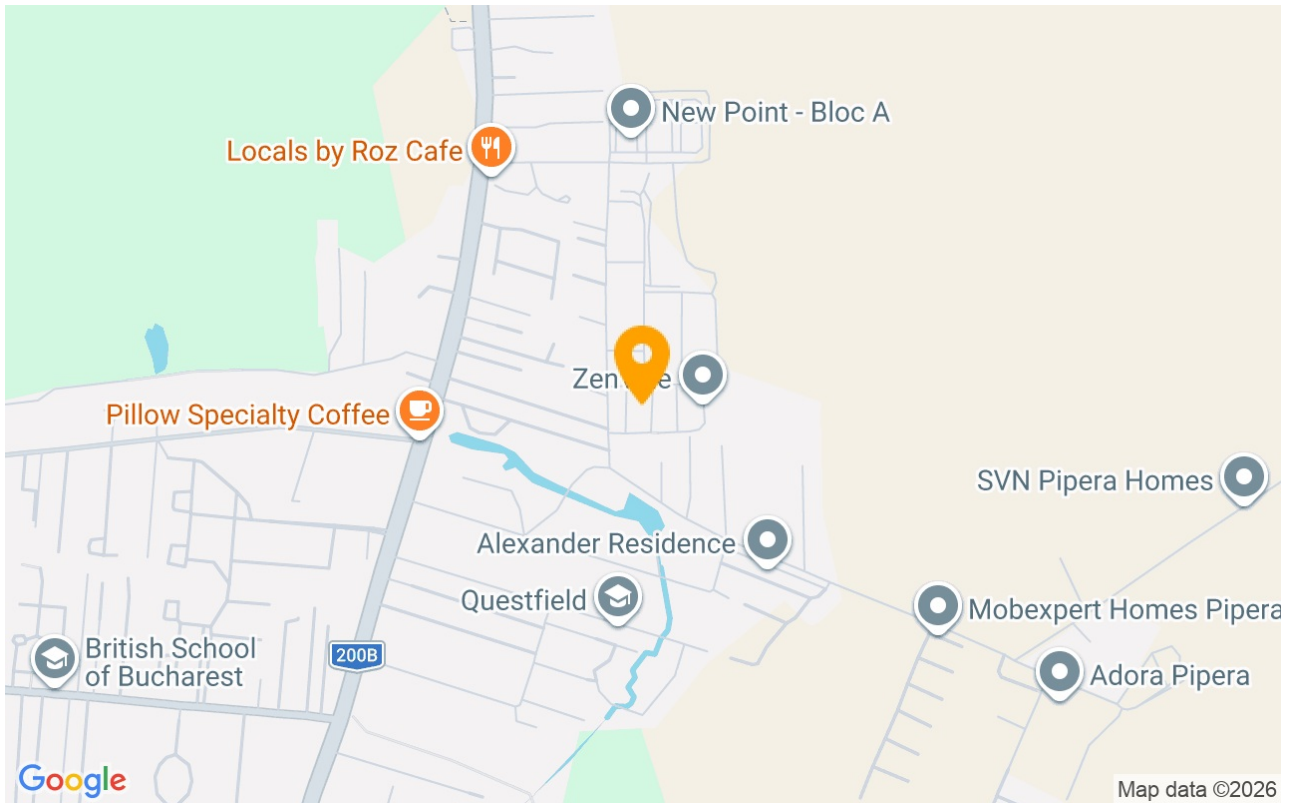 New Point - Bloc A
Locals by Roz Cafe
Pillow Specialty Coffee
SVN Pipera Homes
Alexander Residence
Questfield
Mobexpert Homes Pipera
British School
of Bucharest
200B
Adora Pipera
Google
Map data ©2026